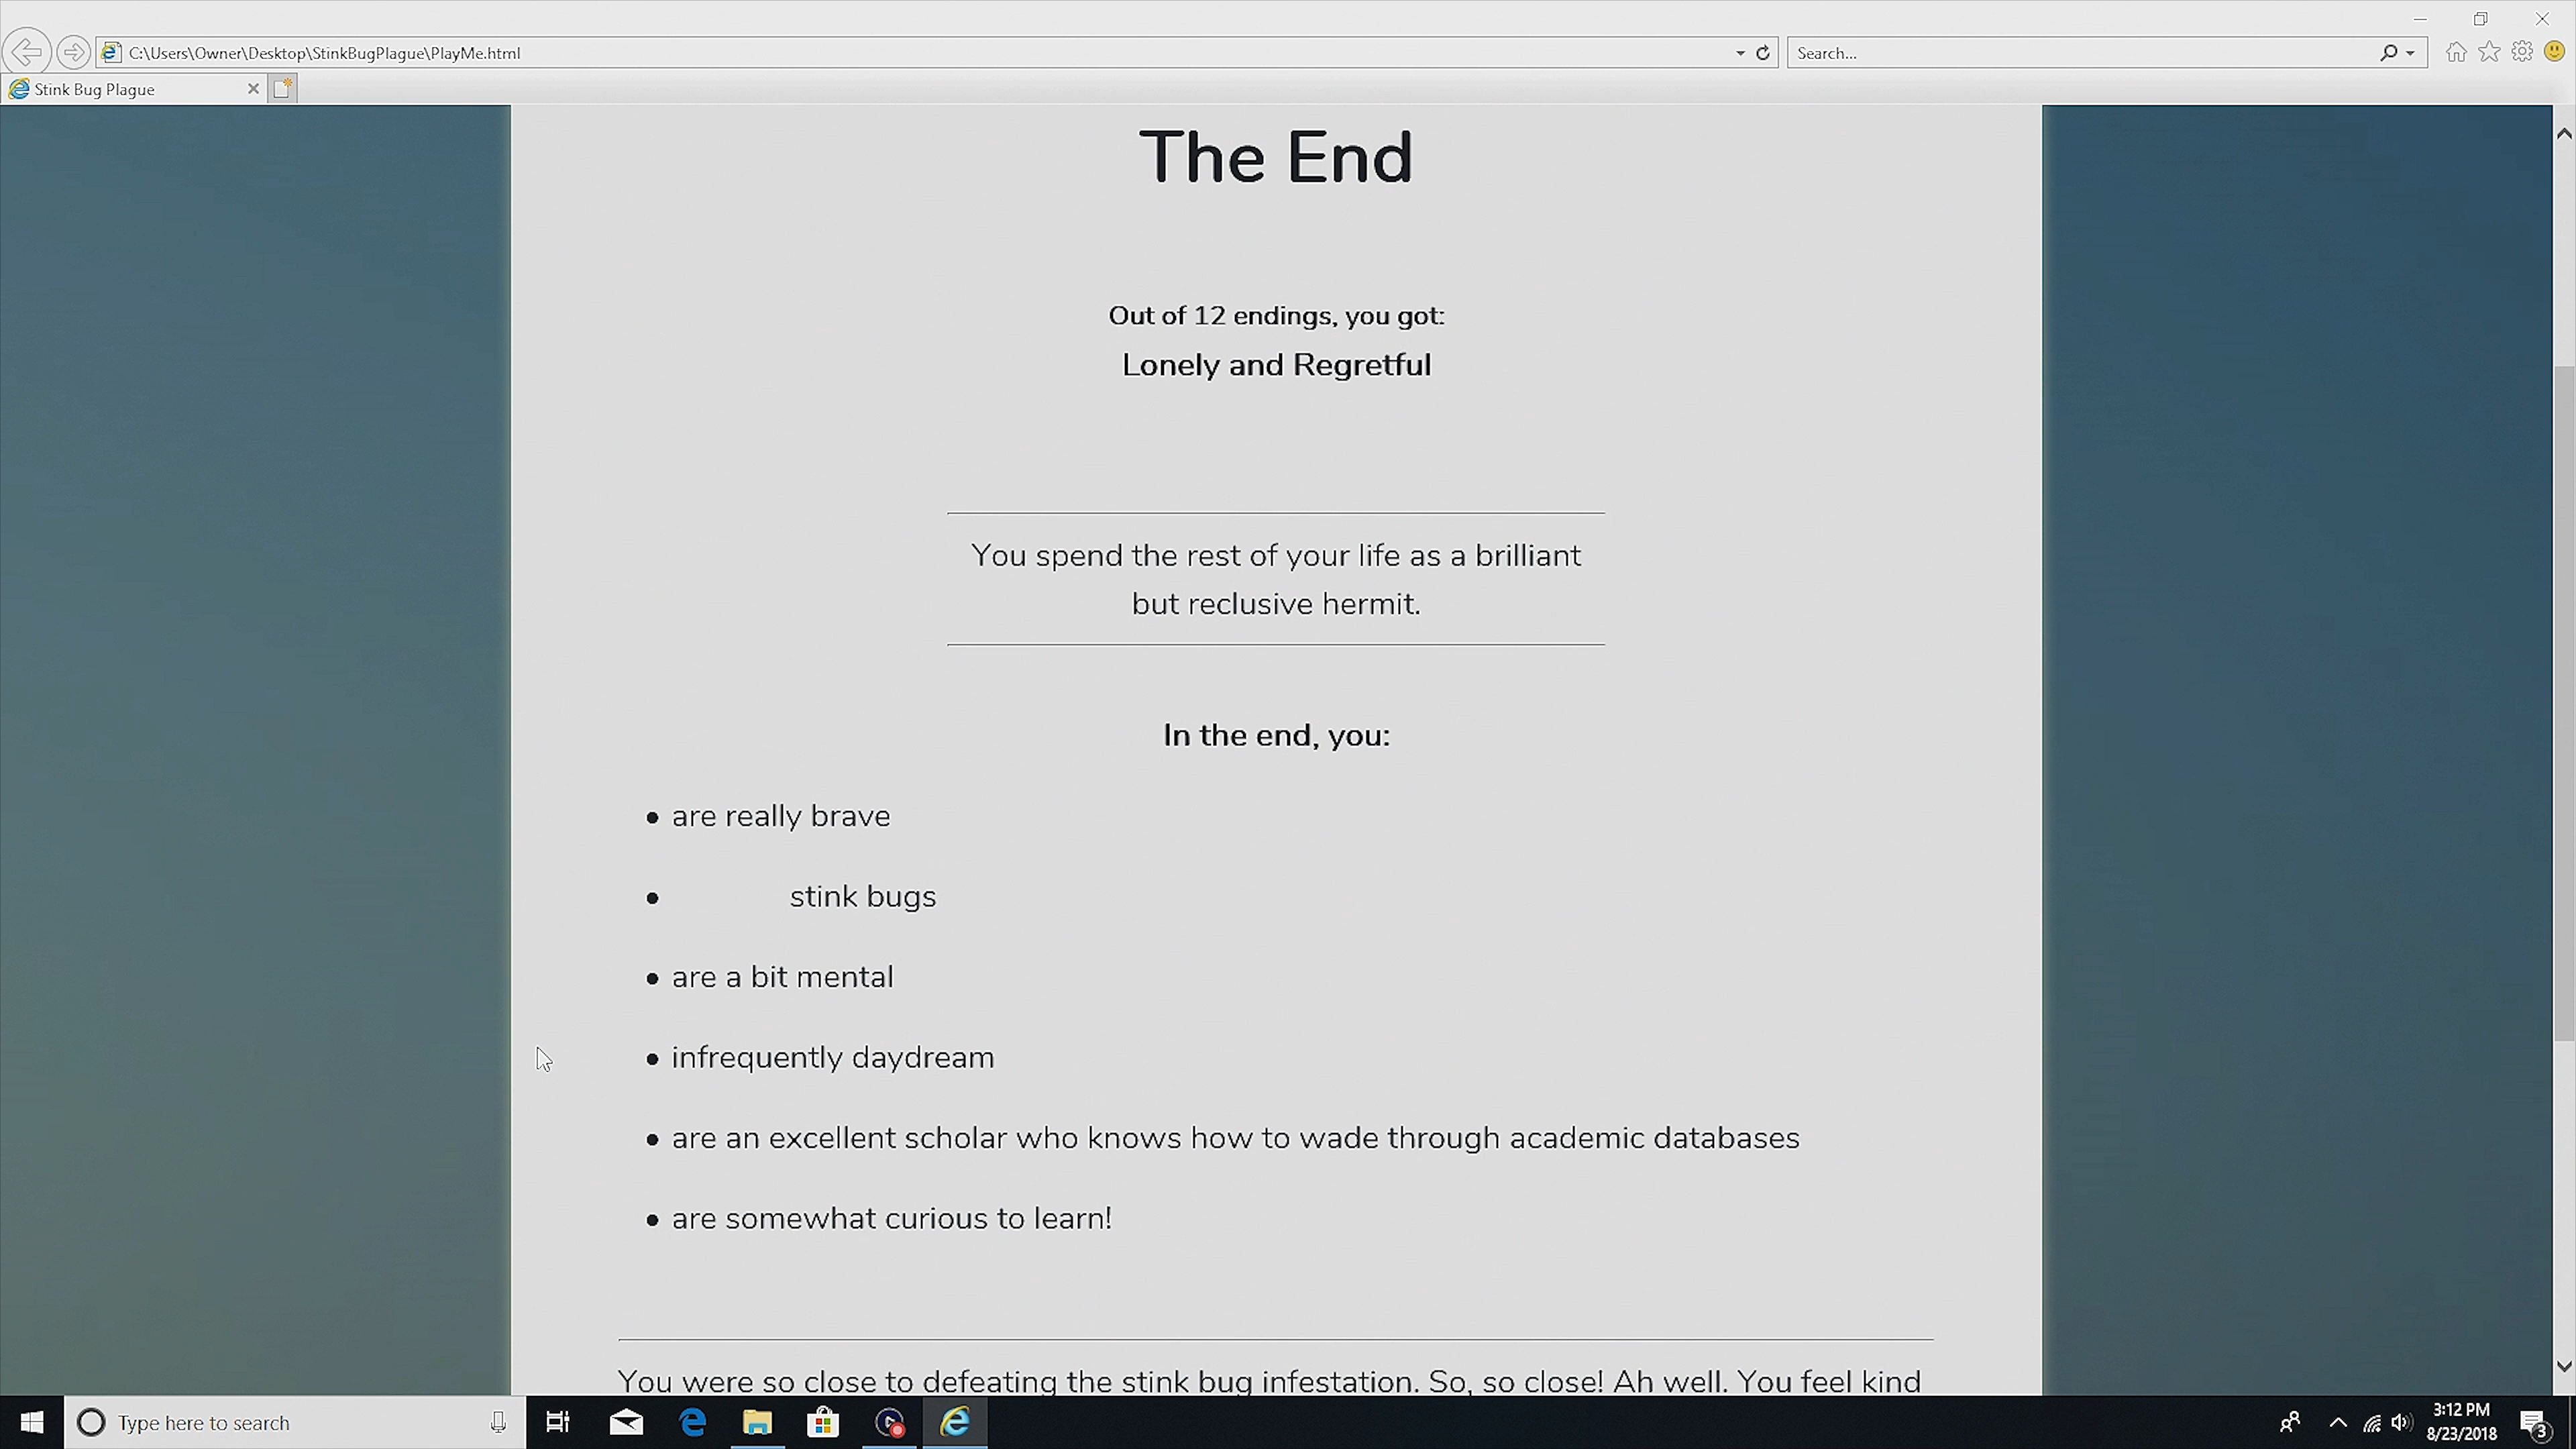 C:\Users\Owner\Desktop\StinkBugPlague\PlayMe.html
Search...
Stink Bug Plague
The End
Out of 12 endings, you got:
Lonely and Regretful
You spend the rest of your life as a brilliant
but reclusive hermit.
In the end, you:
• are really brave
• stink bugs
• are a bit mental
• infrequently daydream
• are an excellent scholar who knows how to wade through academic databases
• are somewhat curious to learn!
You were so close to defeating the stink bug infestation. So, so close! Ah well. You feel kind
Type here to search
3:12 PM
8/23/2018
3